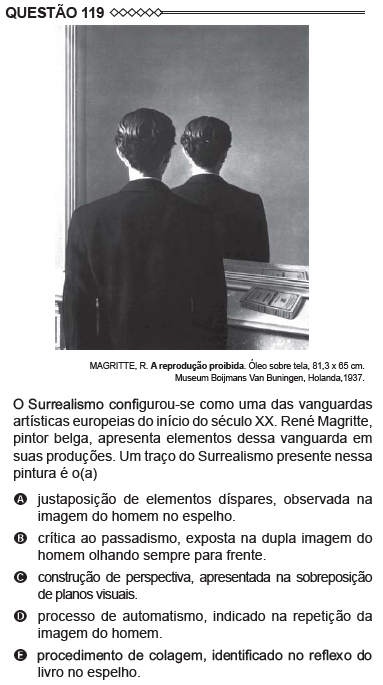 QUESTÃO 119
MAGRITTE, R. A reprodução proibida. Óleo sobre tela, 81,3 x 65 cm.
Museum Boijmans Van Buningen, Holanda,1937.
O Surrealismo configurou-se como uma das vanguardas
artísticas europeias do início do século XX. René Magritte,
pintor belga, apresenta elementos dessa vanguarda em
suas produções. Um traço do Surrealismo presente nessa
pintura é o(a)
A justaposição de elementos díspares, observada na
imagem do homem no espelho.
B crítica ao passadismo, exposta na dupla imagem do
homem olhando sempre para frente.
C construção de perspectiva, apresentada na sobreposição
de planos visuais.
D processo de automatismo, indicado na repetição da
imagem do homem.
E procedimento de colagem, identificado no reflexo do
livro no espelho.